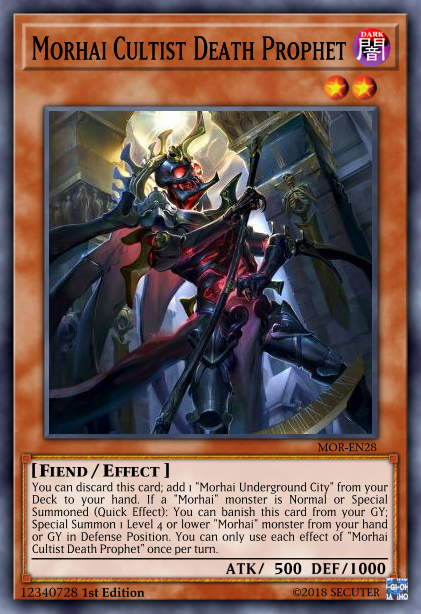 MORHAI CULTIST DEATH PROPHET
DARK
闇
MOR-EN28
[FIEND / EFFECT ]
You can discard this card; add 1 "Morhai Underground City" from your
Deck to your hand. If a "Morhai" monster is Normal or Special
Summoned (Quick Effect): You can banish this card from your GY;
Special Summon 1 Level 4 or lower "Morhai" monster from your hand
or GY in Defense Position. You can only use each effect of "Morhai
Cultist Death Prophet" once per turn.
ATK/ 500 DEF/1000
12340728 1st Edition
©2018 SECUTER